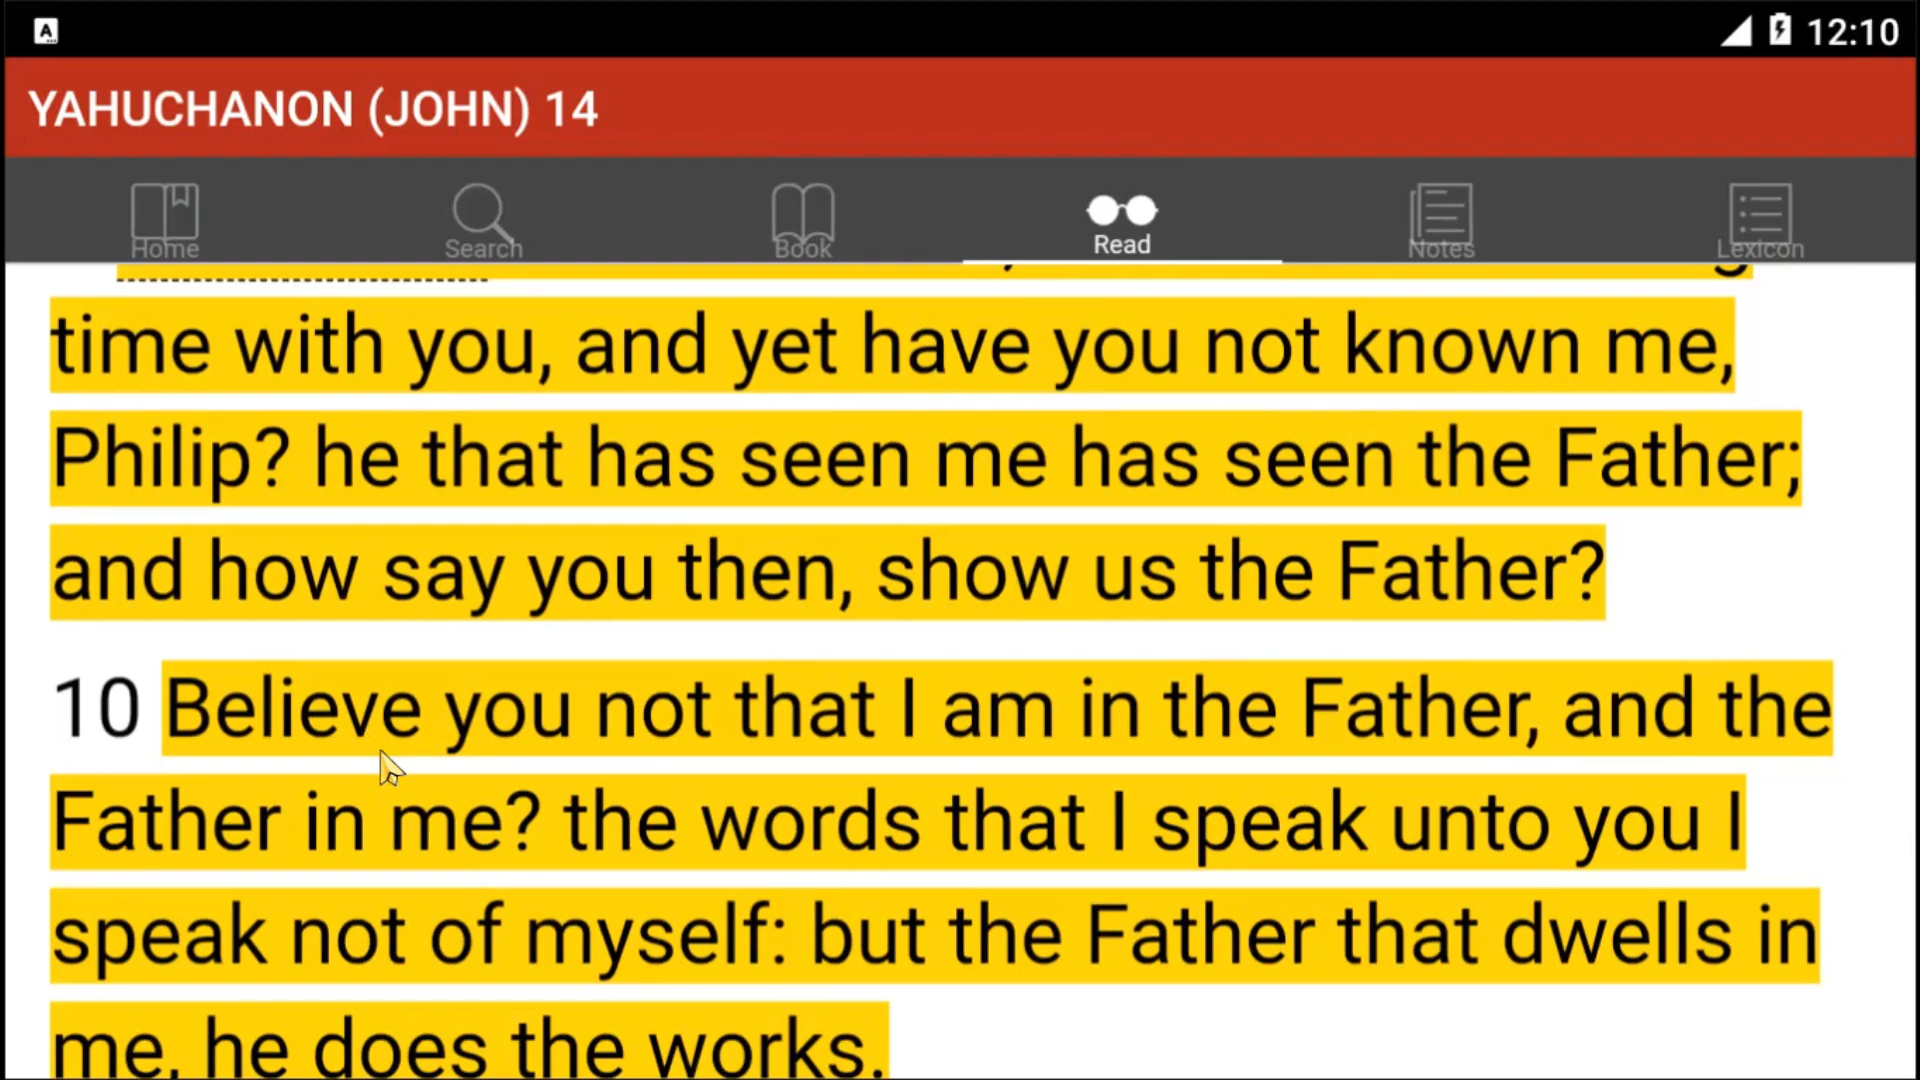 12:10
YAHUCHANON (JOHN) 14
Home Search Book Read Notes Lexicon
time with you, and yet have you not known me,
Philip? he that has seen me has seen the Father;
and how say you then, show us the Father?
10 Believe you not that I am in the Father, and the
Father in me? the words that I speak unto you I
speak not of myself: but the Father that dwells in
me, he does the works.